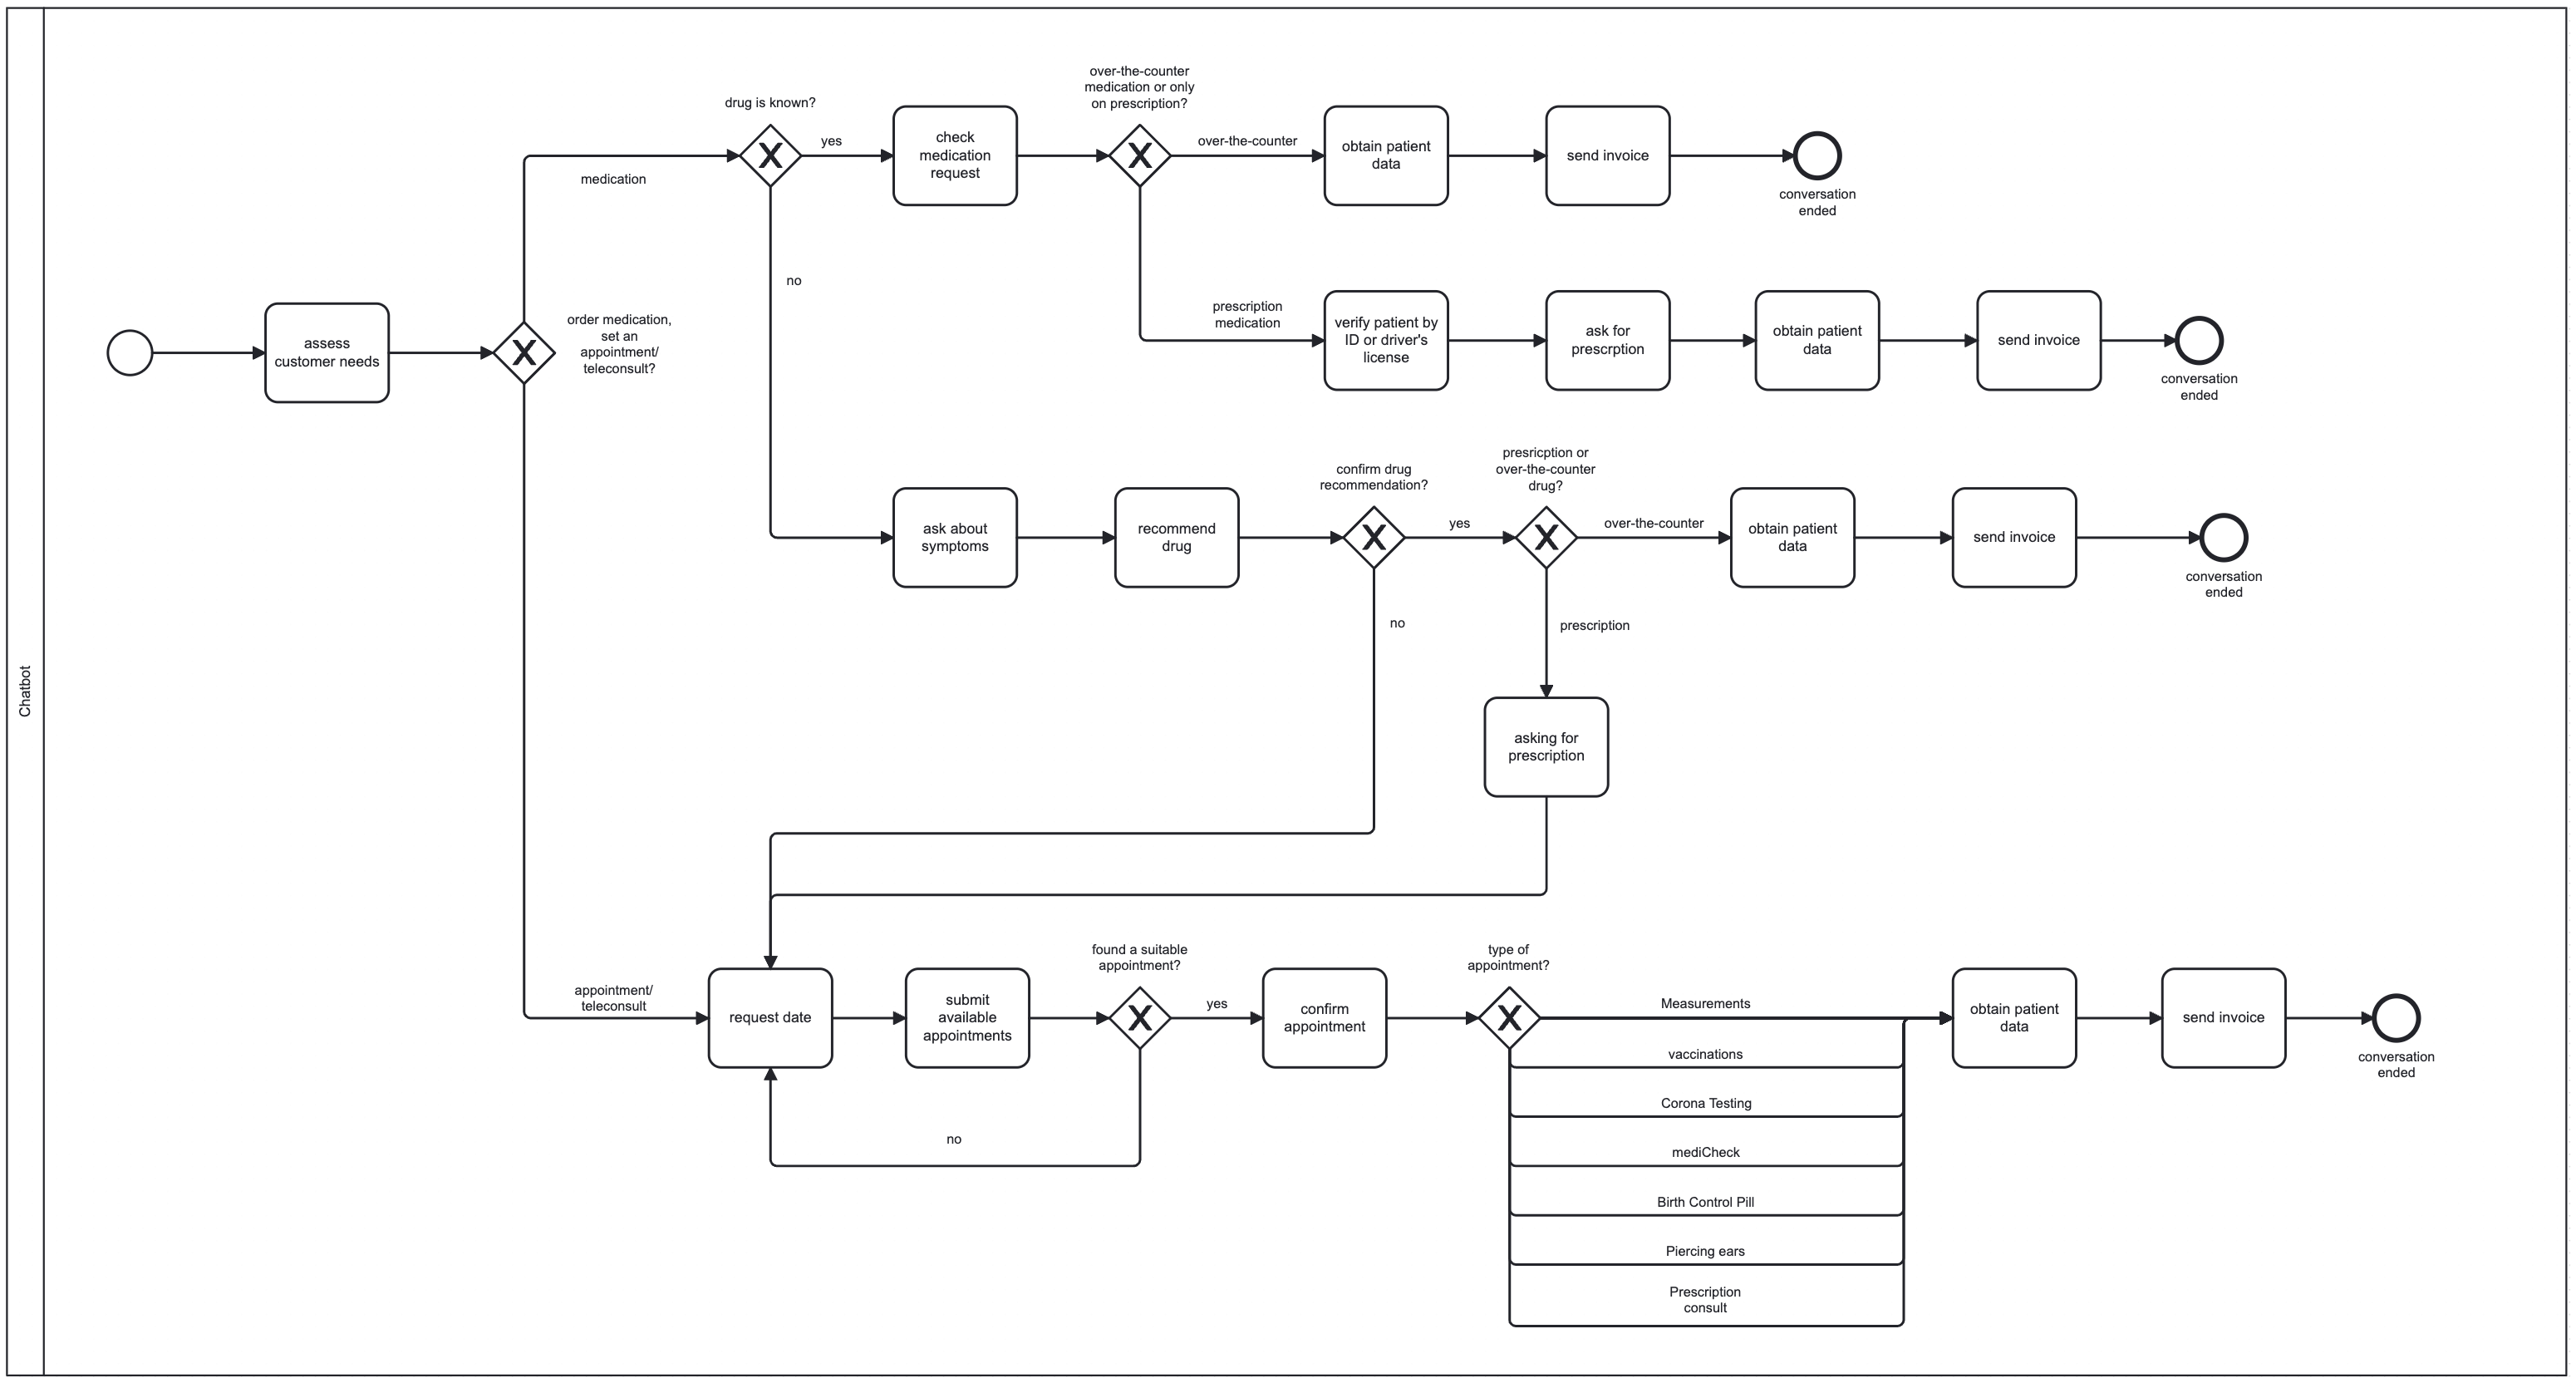 Chatbot
assess
customer needs
order medication,
set an
appointment/
teleconsult?
medication
drug is known?
yes
check
medication
request
over-the-counter
medication or only
on prescription?
over-the-counter
obtain patient
data
send invoice
conversation
ended
no
prescription
medication
verify patient by
ID or driver's
license
ask for
prescrption
obtain patient
data
send invoice
conversation
ended
ask about
symptoms
recommend
drug
confirm drug
recommendation?
yes
presricption or
over-the-counter
drug?
over-the-counter
obtain patient
data
send invoice
conversation
ended
no
prescription
asking for
prescription
appointment/
teleconsult
request date
submit
available
appointments
found a suitable
appointment?
yes
no
confirm
appointment
type of
appointment?
Measurements
vaccinations
Corona Testing
mediCheck
Birth Control Pill
Piercing ears
Prescription
consult
obtain patient
data
send invoice
conversation
ended